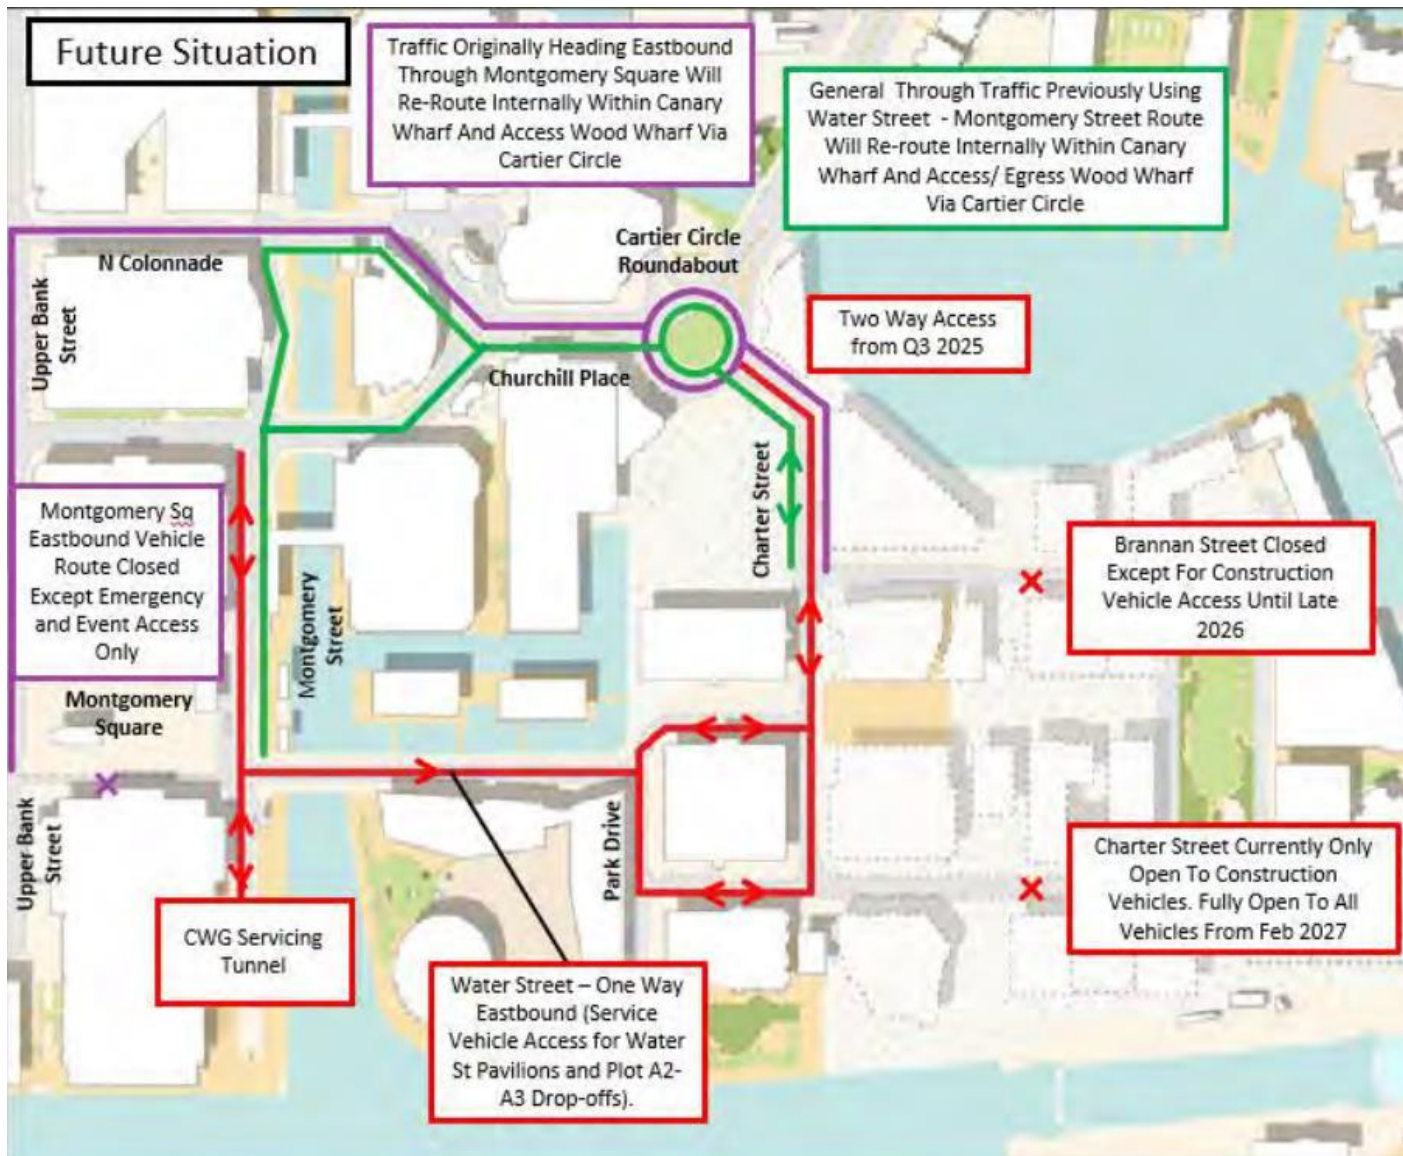 Future Situation
Traffic Originally Heading Eastbound
Through Montgomery Square Will
Re-Route Internally Within Canary
Wharf And Access Wood Wharf Via
Cartier Circle
General Through Traffic Previously Using
Water Street - Montgomery Street Route
Will Re-route Internally Within Canary
Wharf And Access/ Egress Wood Wharf
Via Cartier Circle
Cartier Circle
Roundabout
N Colonnade
Upper Bank
Street
Two Way Access
from Q3 2025
Churchill Place
Charter Street
Montgomery Sq
Eastbound Vehicle
Route Closed
Except Emergency
and Event Access
Only
Brannan Street Closed
Except For Construction
Vehicle Access Until Late
2026
Montgomery
Street
Montgomery
Square
Upper Bank
Street
Park Drive
Charter Street Currently Only
Open To Construction
Vehicles. Fully Open To All
Vehicles From Feb 2027
CWG Servicing
Tunnel
Water Street – One Way
Eastbound (Service
Vehicle Access for Water
St Pavilions and Plot A2-
A3 Drop-offs).